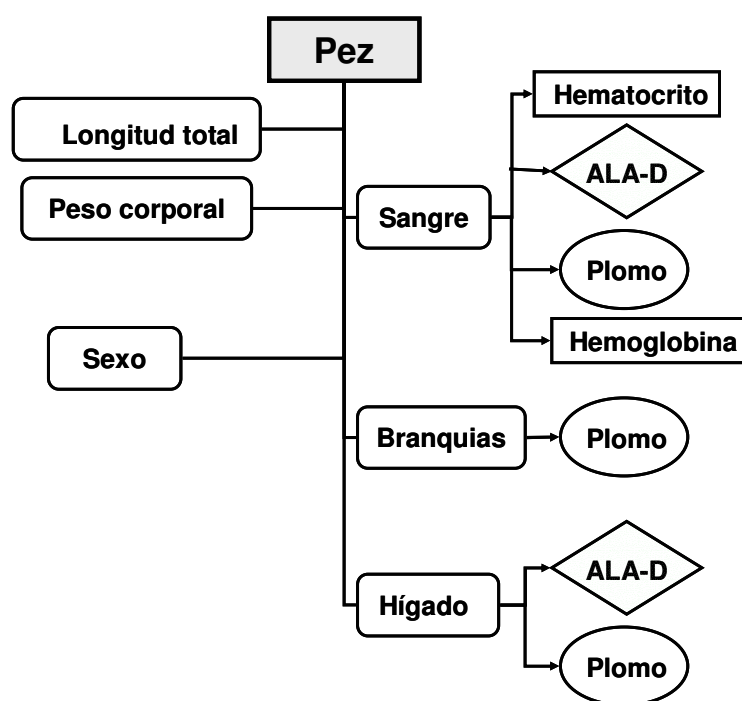 Pez
Longitud total
Peso corporal
Sexo
Sangre
Hematocrito
ALA-D
Plomo
Hemoglobina
Branquias
Plomo
Hígado
ALA-D
Plomo